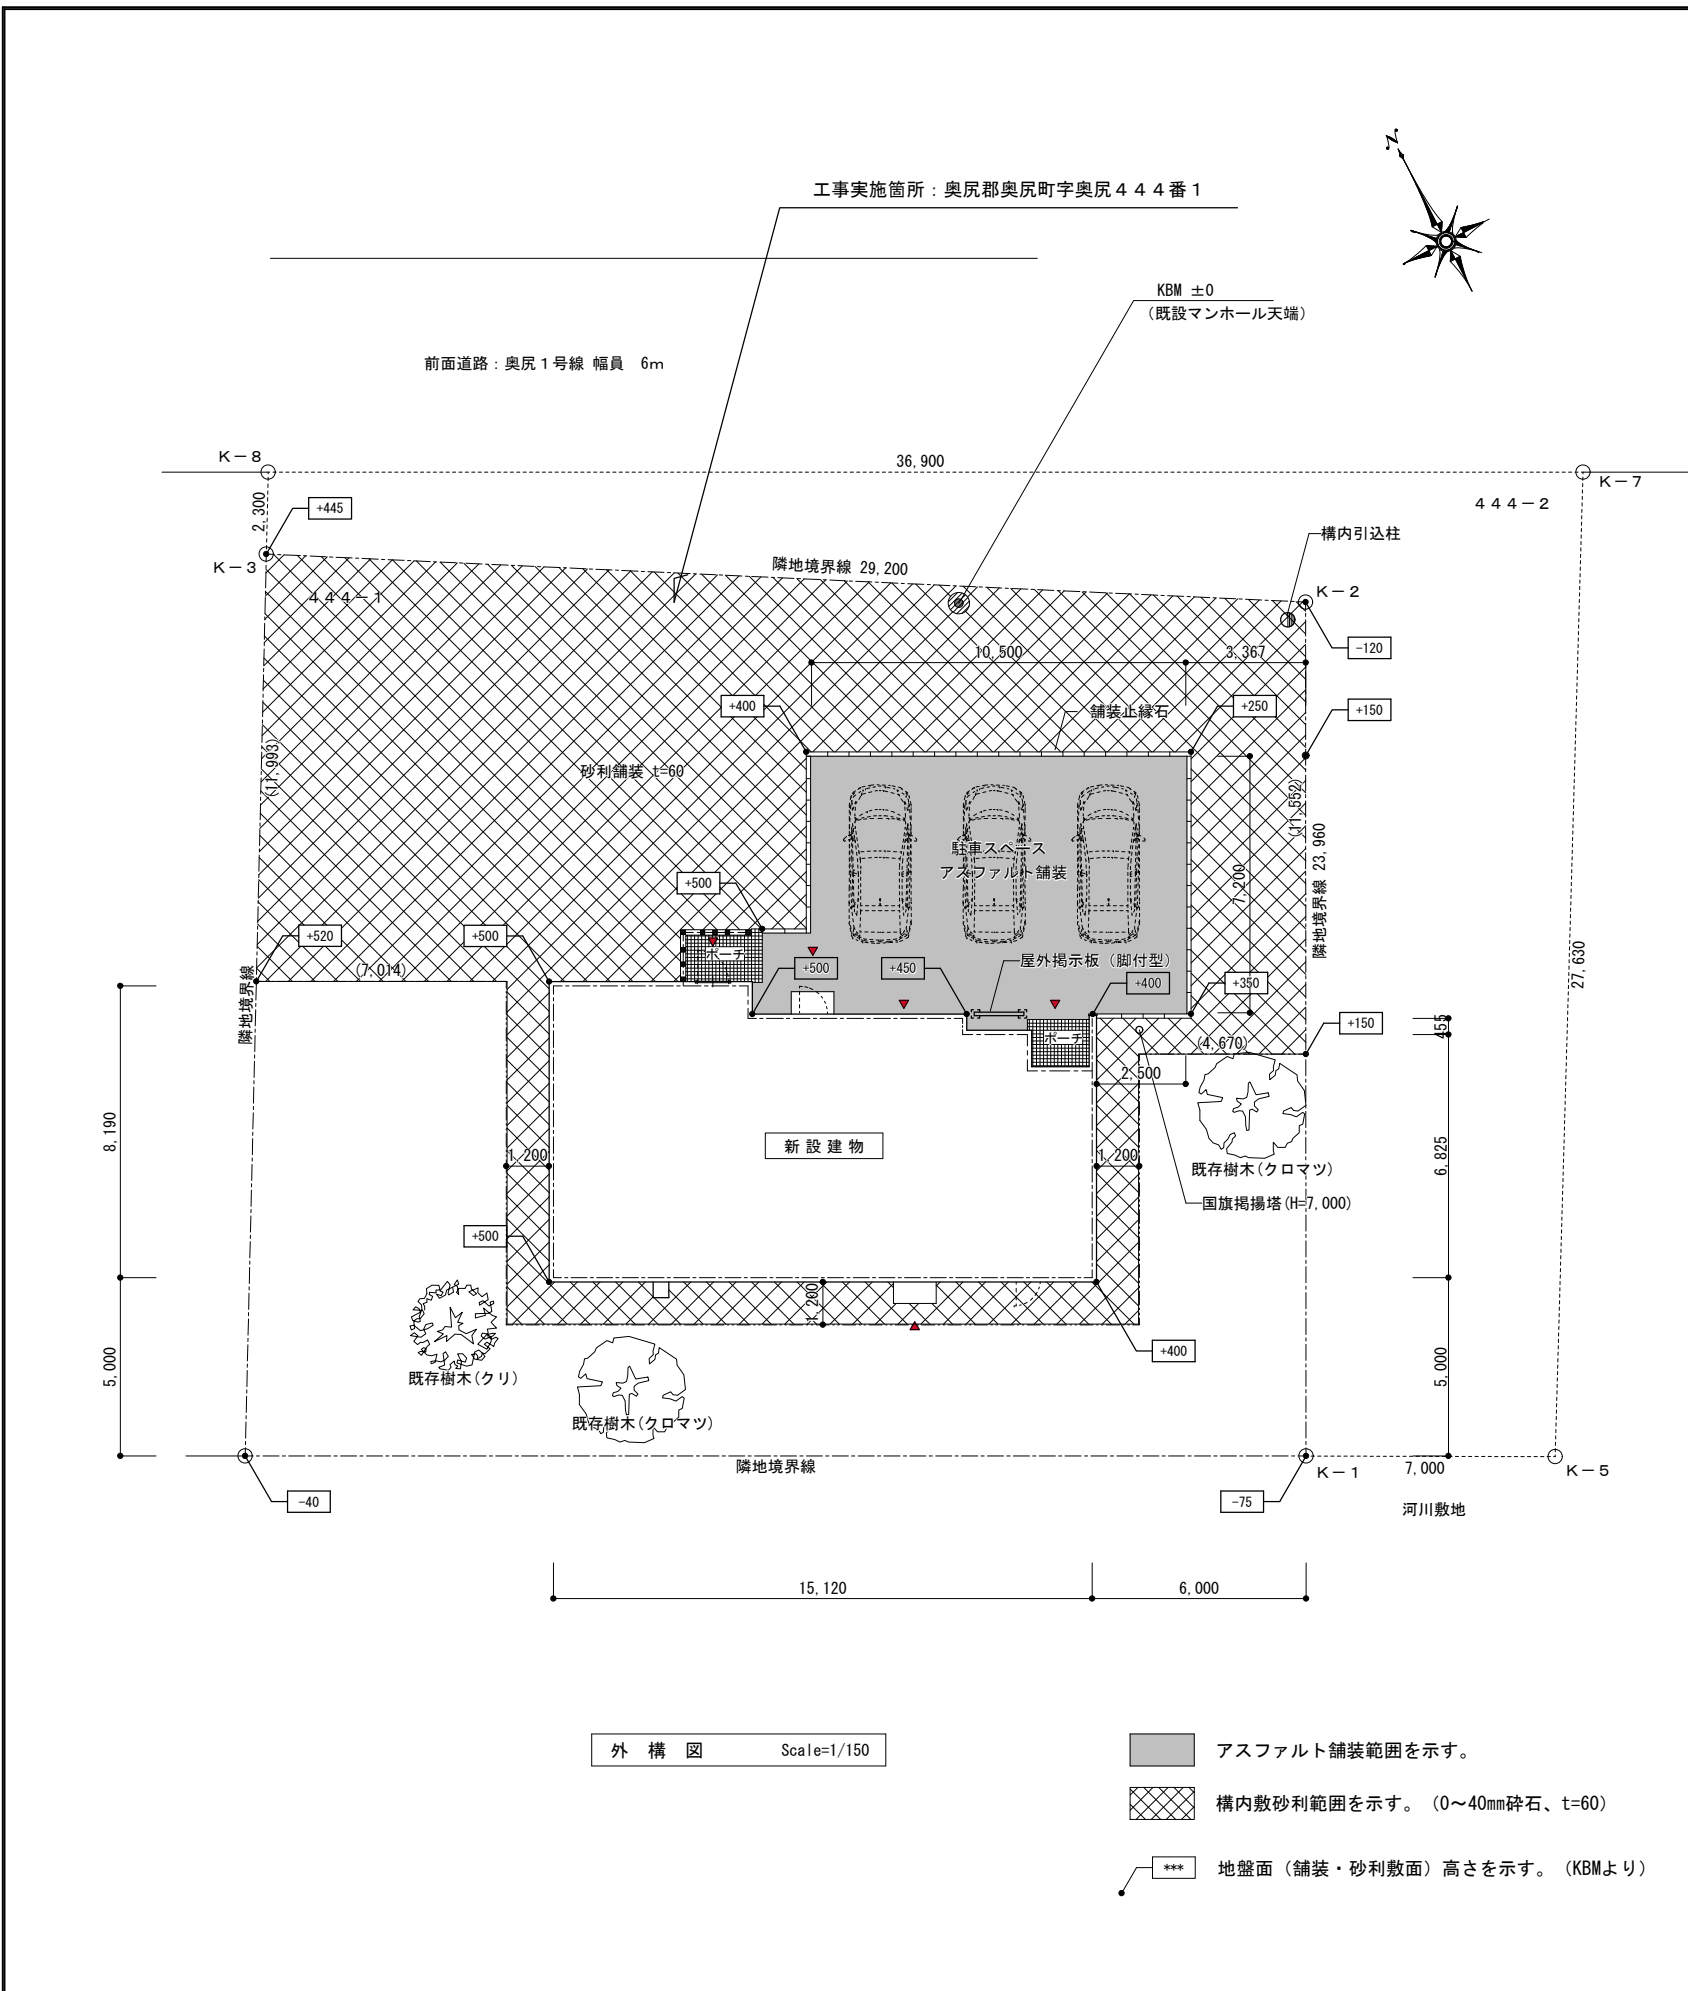 N
工事実施箇所：奥尻郡奥尻町字奥尻４４４番１
KBM ±0
（既設マンホール天端）
前面道路：奥尻１号線 幅員　6m
K－8
36,900
K－7
2,300
+445
444－2
構内引込柱
K－3
隣地境界線 29,200
444－1
K－2
-120
10,500
3,367
+400
舗装止縁石
+250
+150
(11,993)
砂利舗装 t=60
(11,552)
隣地境界線 23,960
駐車スペース
アスファルト舗装
7,200
+500
+520
+500
ポーチ
+500
+450
屋外掲示板（脚付型）
+400
+350
(7,014)
隣地境界線
27,630
455
+150
ポーチ
(4,670)
2,500
8,190
新設建物
6,825
1,200
1,200
既存樹木(クロマツ)
国旗掲揚塔(H=7,000)
+500
1,200
+400
5,000
既存樹木(クリ)
5,000
既存樹木(クロマツ)
隣地境界線
K－1
7,000
K－5
-40
-75
河川敷地
15,120
6,000
外　構　図　　　Scale=1/150
アスファルト舗装範囲を示す。
構内敷砂利範囲を示す。（0～40mm砕石、t=60）
***
地盤面（舗装・砂利敷面）高さを示す。（KBMより）